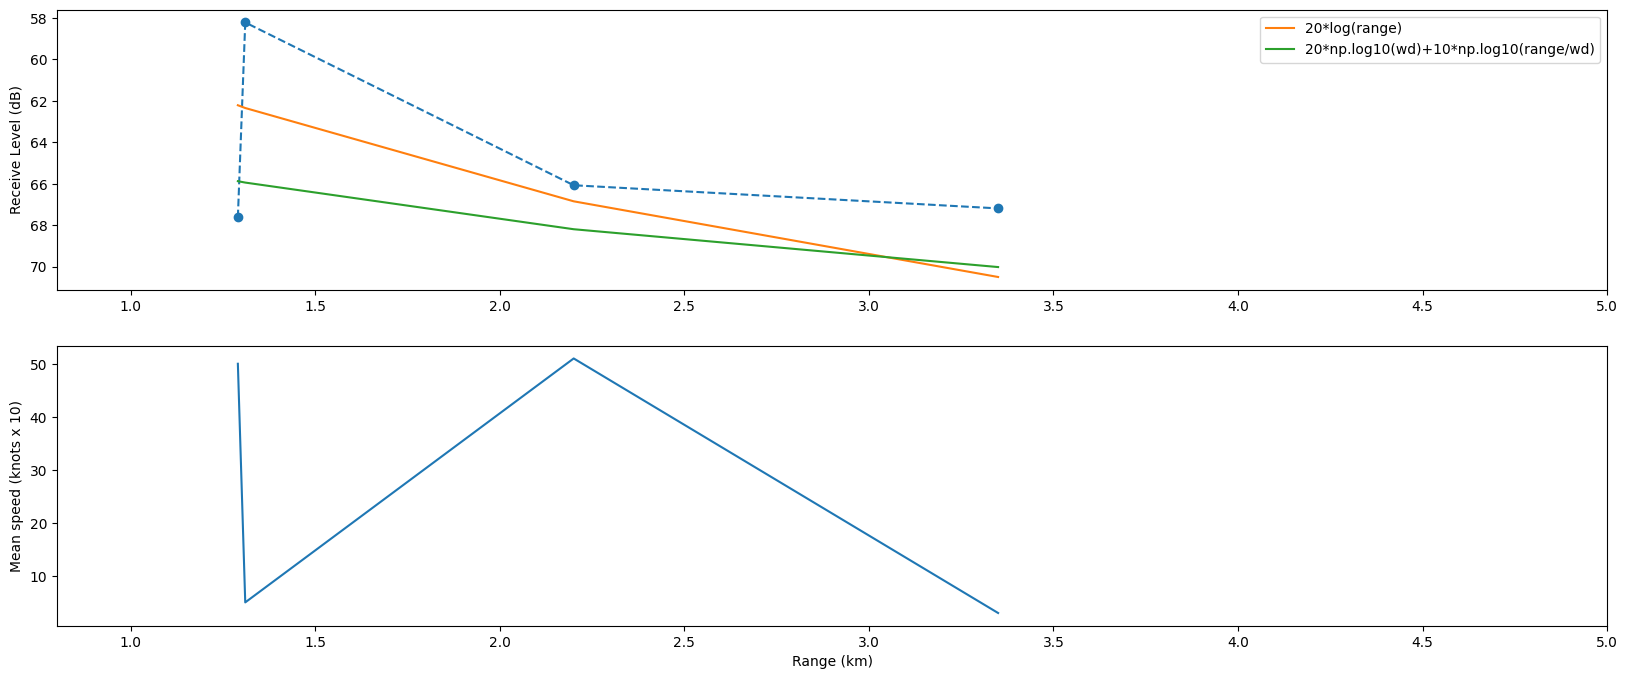 58
60
62
64
66
68
70
Receive Level (dB)
20*log(range)
20*np.log10(wd)+10*np.log10(range/wd)
1.0 1.5 2.0 2.5 3.0 3.5 4.0 4.5 5.0
50
40
30
20
10
Mean speed (knots x 10)
1.0 1.5 2.0 2.5 3.0 3.5 4.0 4.5 5.0
Range (km)